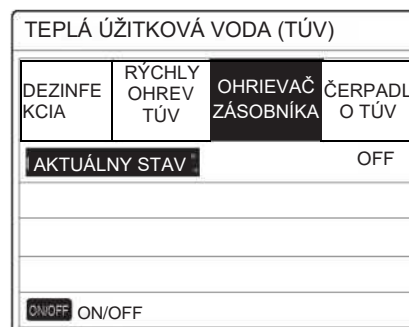 TEPLÁ ÚŽITKOVÁ VODA (TÚV)
DEZINFE
KCIA
RÝCHLY
OHREV
TÚV
OHRIEVAČ
ZÁSOBNÍKA
ČERPADL
O TÚV
AKTUÁLNY STAV
OFF
ON/OFF ON/OFF